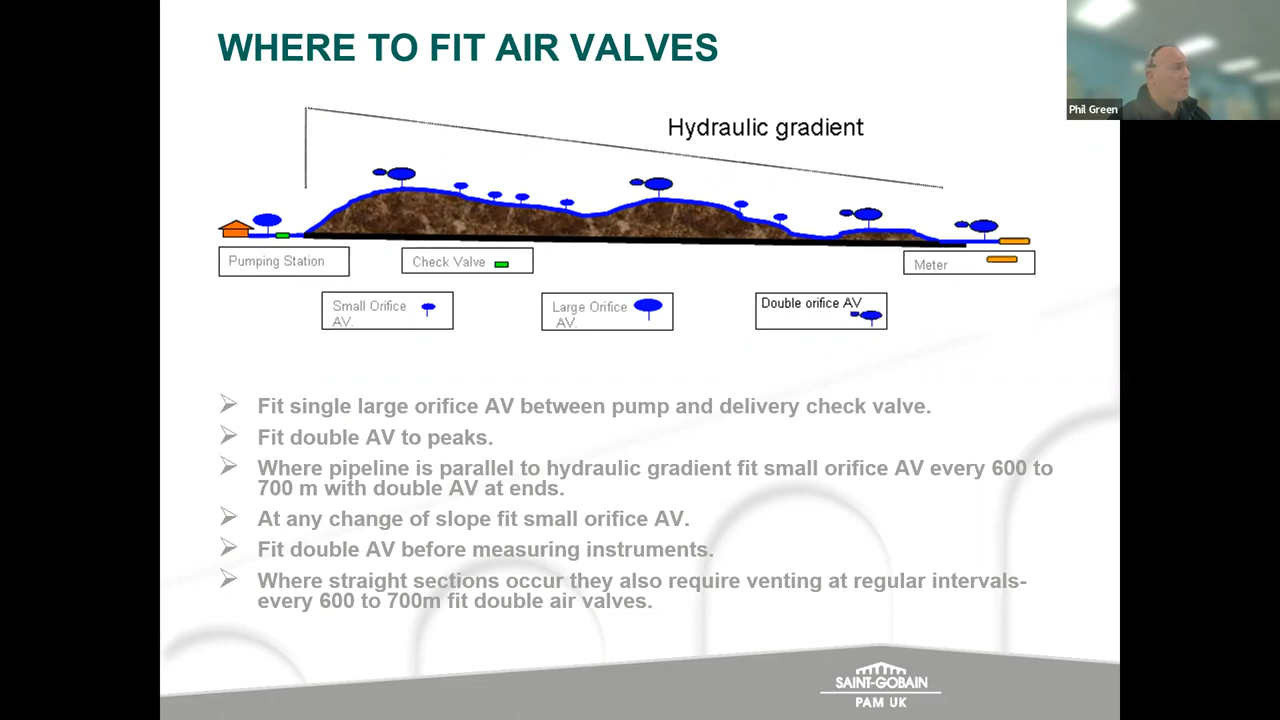 WHERE TO FIT AIR VALVES
Phil Green
Hydraulic gradient
Pumping Station
Check Valve
Meter
Small Orifice
AV.
Large Orifice
AV.
Double orifice AV
Fit single large orifice AV between pump and delivery check valve.
Fit double AV to peaks.
Where pipeline is parallel to hydraulic gradient fit small orifice AV every 600 to
700 m with double AV at ends.
At any change of slope fit small orifice AV.
Fit double AV before measuring instruments.
Where straight sections occur they also require venting at regular intervals-
every 600 to 700m fit double air valves.
SAINT-GOBAIN
PAM UK